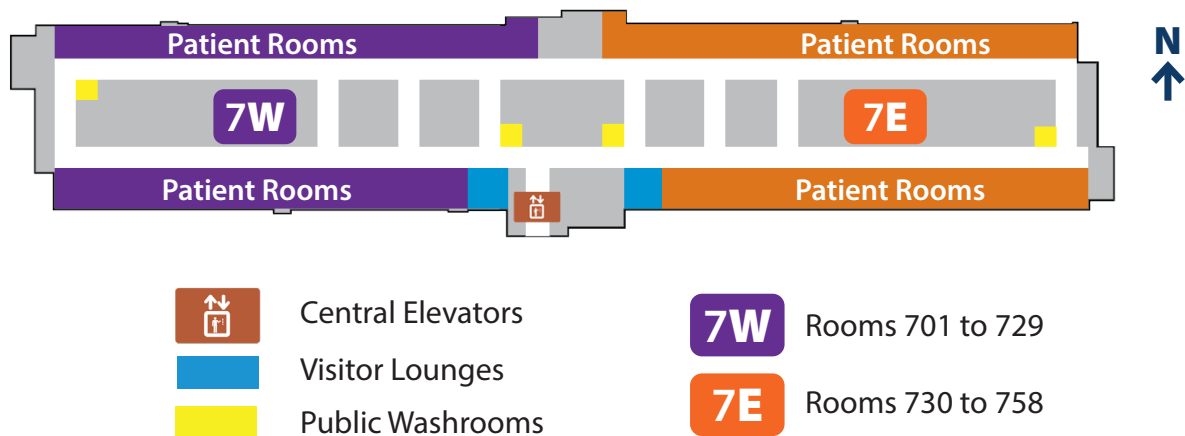 Patient Rooms
Patient Rooms
N
7W
7E
Patient Rooms
Patient Rooms
Central Elevators
Visitor Lounges
Public Washrooms
7W Rooms 701 to 729
7E Rooms 730 to 758